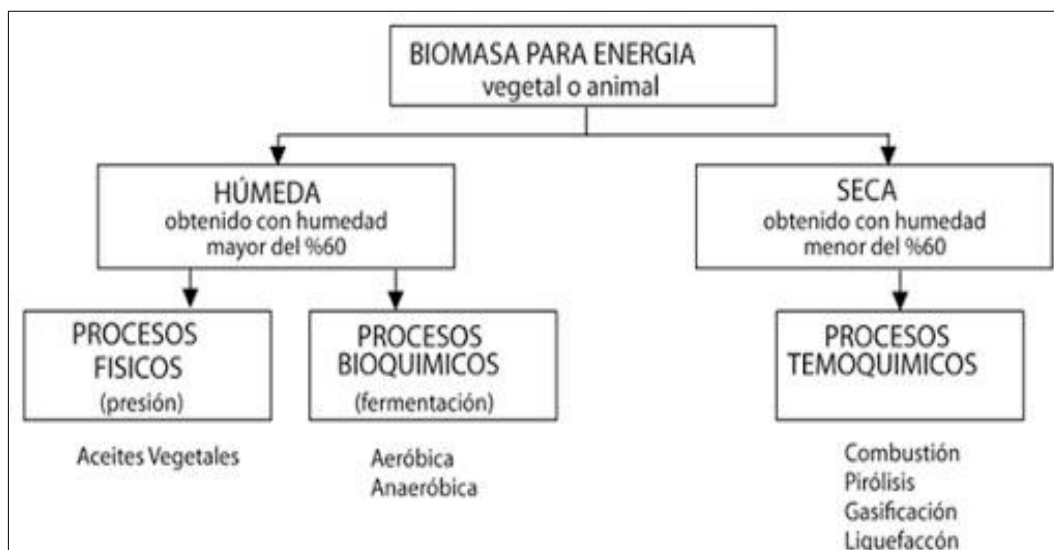 BIOMASA PARA ENERGIA
vegetal o animal
HÚMEDA
obtenido con humedad
mayor del %60
SECA
obtenido con humedad
menor del %60
PROCESOS
FISICOS
(presión)
PROCESOS
BIOQUIMICOS
(fermentación)
PROCESOS
TEMOQUIMICOS
Aceites Vegetales
Aeróbica
Anaeróbica
Combustión
Pirólisis
Gasificación
Liquefaccón